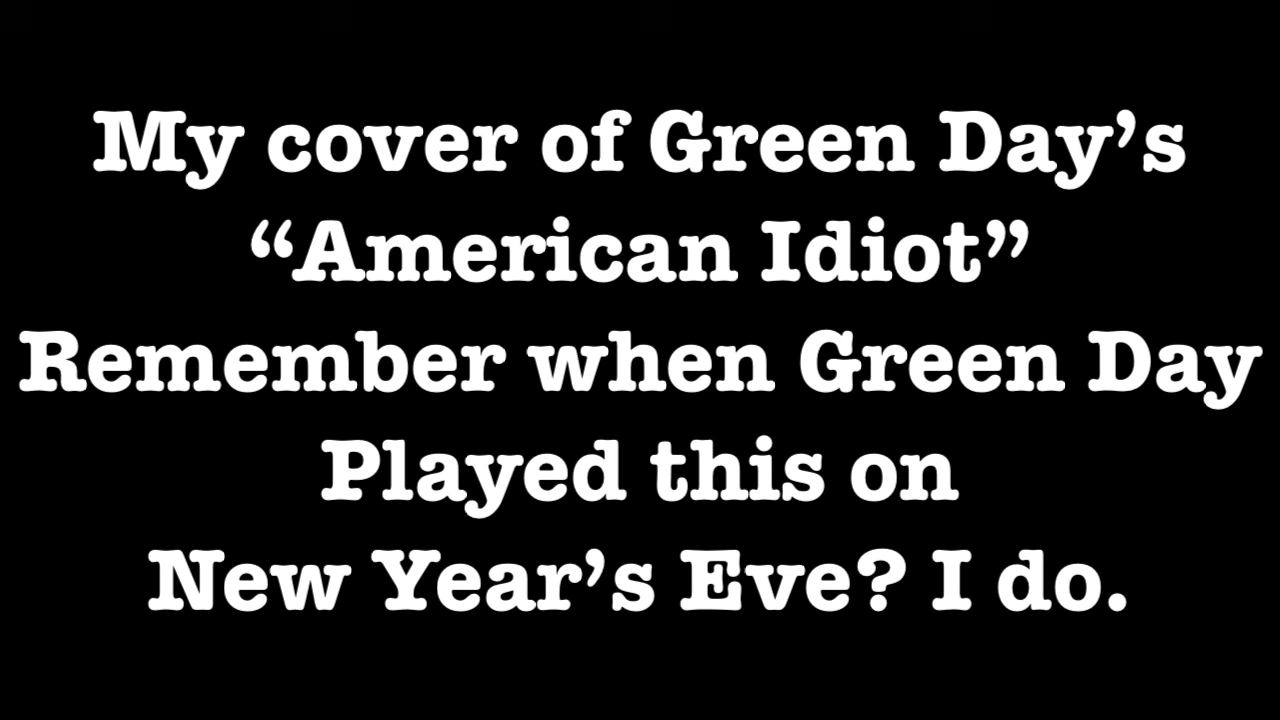 My cover of Green Day’s
“American Idiot”
Remember when Green Day
Played this on
New Year’s Eve? I do.